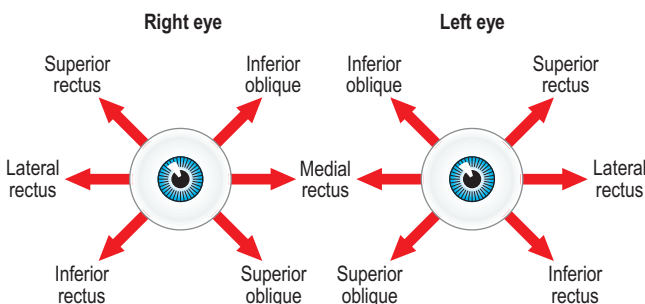 Right eye
Left eye
Superior
rectus
Inferior
oblique
Inferior
oblique
Superior
rectus
Lateral
rectus
Medial
rectus
Lateral
rectus
Inferior
rectus
Superior
oblique
Superior
oblique
Inferior
rectus